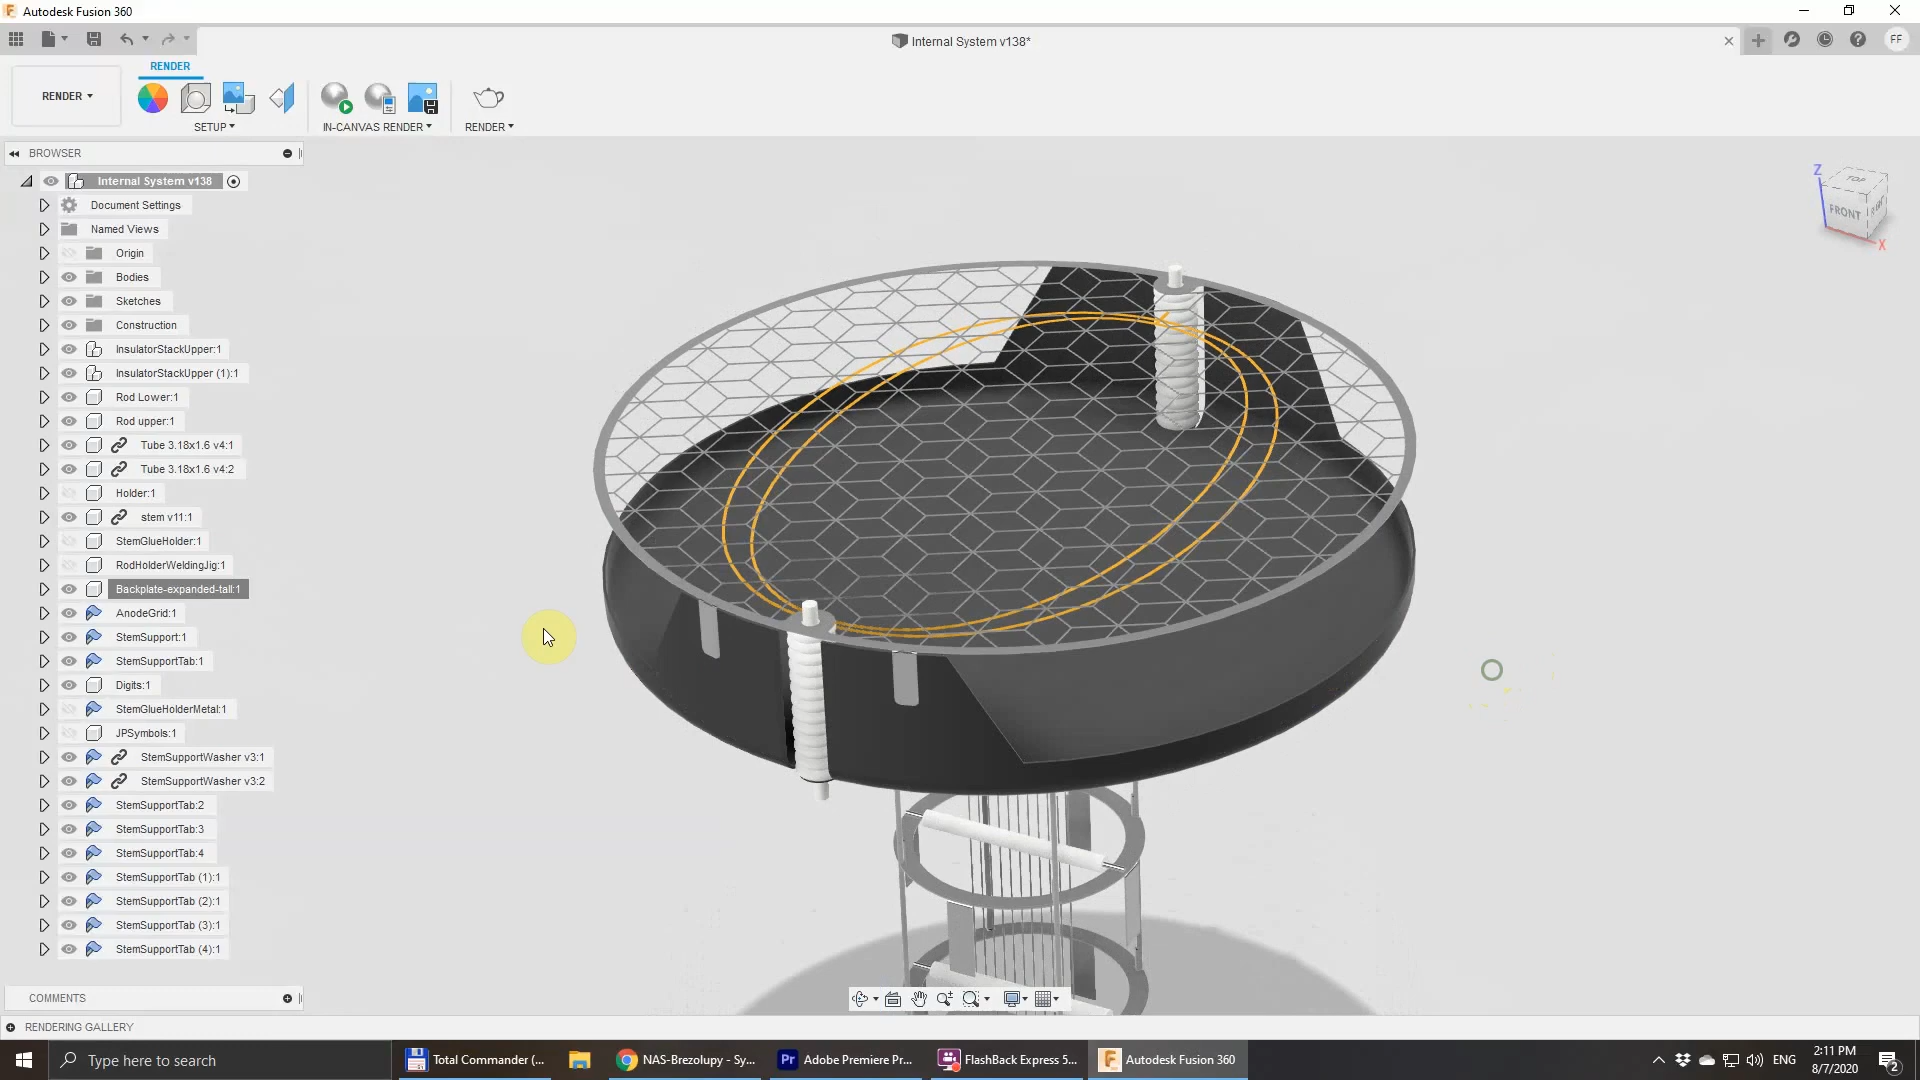 Autodesk Fusion 360
Internal System v138*
FF
RENDER
RENDER
SETUP
IN-CANVAS RENDER
RENDER
BROWSER
Internal System v138
Document Settings
Named Views
Origin
Bodies
Sketches
Construction
InsulatorStackUpper:1
InsulatorStackUpper (1):1
Rod Lower:1
Rod upper:1
Tube 3.18x1.6 v4:1
Tube 3.18x1.6 v4:2
Holder:1
stem v11:1
StemGlueHolder:1
RodHolderWeldingJig:1
Backplate-expanded-tall:1
AnodeGrid:1
StemSupport:1
StemSupportTab:1
Digits:1
StemGlueHolderMetal:1
JPSymbols:1
StemSupportWasher v3:1
StemSupportWasher v3:2
StemSupportTab:2
StemSupportTab:3
StemSupportTab:4
StemSupportTab (1):1
StemSupportTab (2):1
StemSupportTab (3):1
StemSupportTab (4):1
Z
TOP
FRONT
X
COMMENTS
RENDERING GALLERY
Type here to search
Total Commander (...
NAS-Brezolupy - Sy...
Pr
Adobe Premiere Pr...
FlashBack Express 5...
Autodesk Fusion 360
ENG
2:11 PM
8/7/2020
2